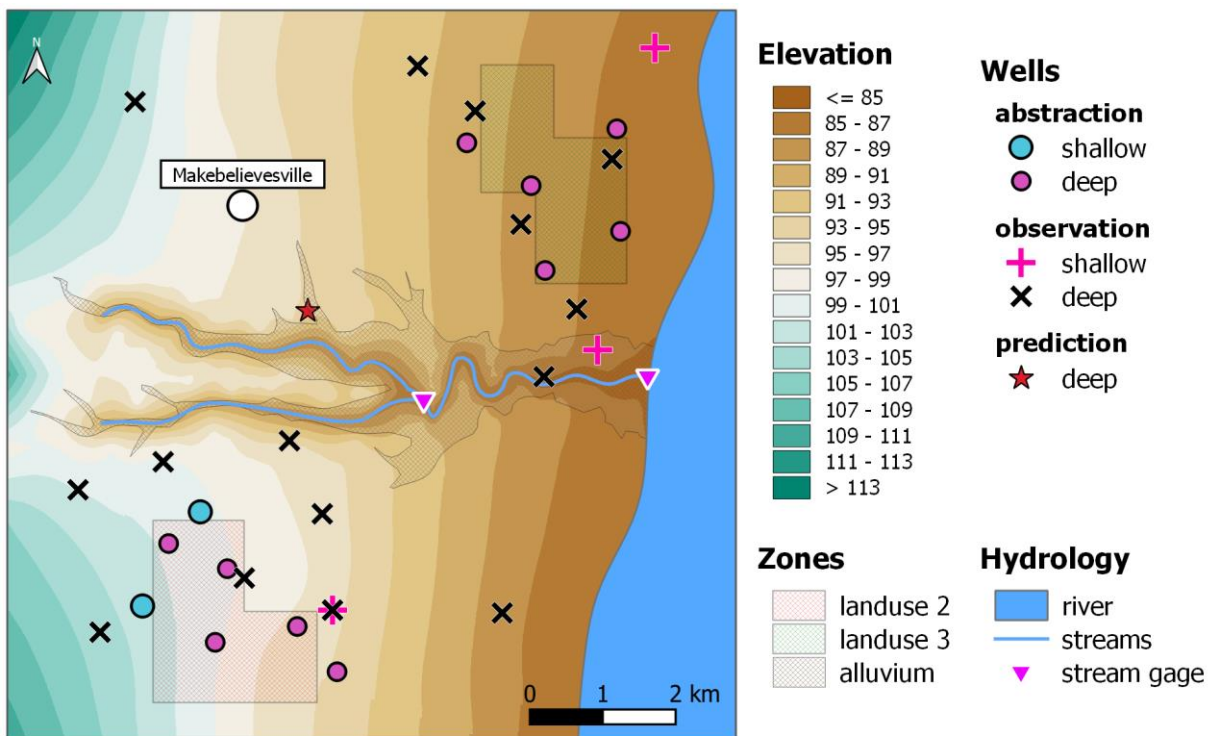 N
Makebelievesville
0 1 2 km
Elevation
<= 85
85 - 87
87 - 89
89 - 91
91 - 93
93 - 95
95 - 97
97 - 99
99 - 101
101 - 103
103 - 105
105 - 107
107 - 109
109 - 111
111 - 113
> 113
Wells
abstraction
shallow
deep
observation
shallow
deep
prediction
deep
Zones
landuse 2
landuse 3
alluvium
Hydrology
river
streams
stream gage